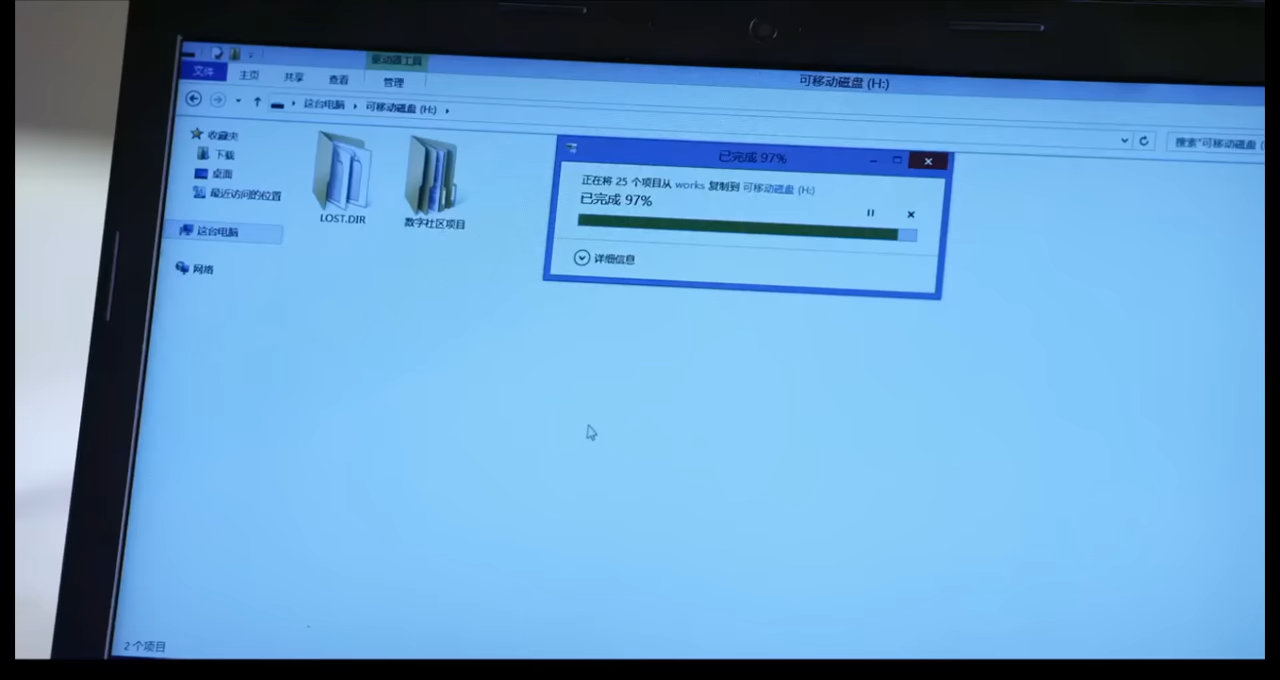 驱动器工具
可移动磁盘 (H:)
文件 主页 共享 查看 管理
这台电脑 可移动磁盘 (H:)
搜索"可移动磁盘 (
收藏夹
下载
桌面
最近访问的位置
这台电脑
网络
LOST.DIR
数字社区项目
已完成 97%
正在将 25 个项目从 works 复制到 可移动磁盘 (H:)
已完成 97%
详细信息
2 个项目